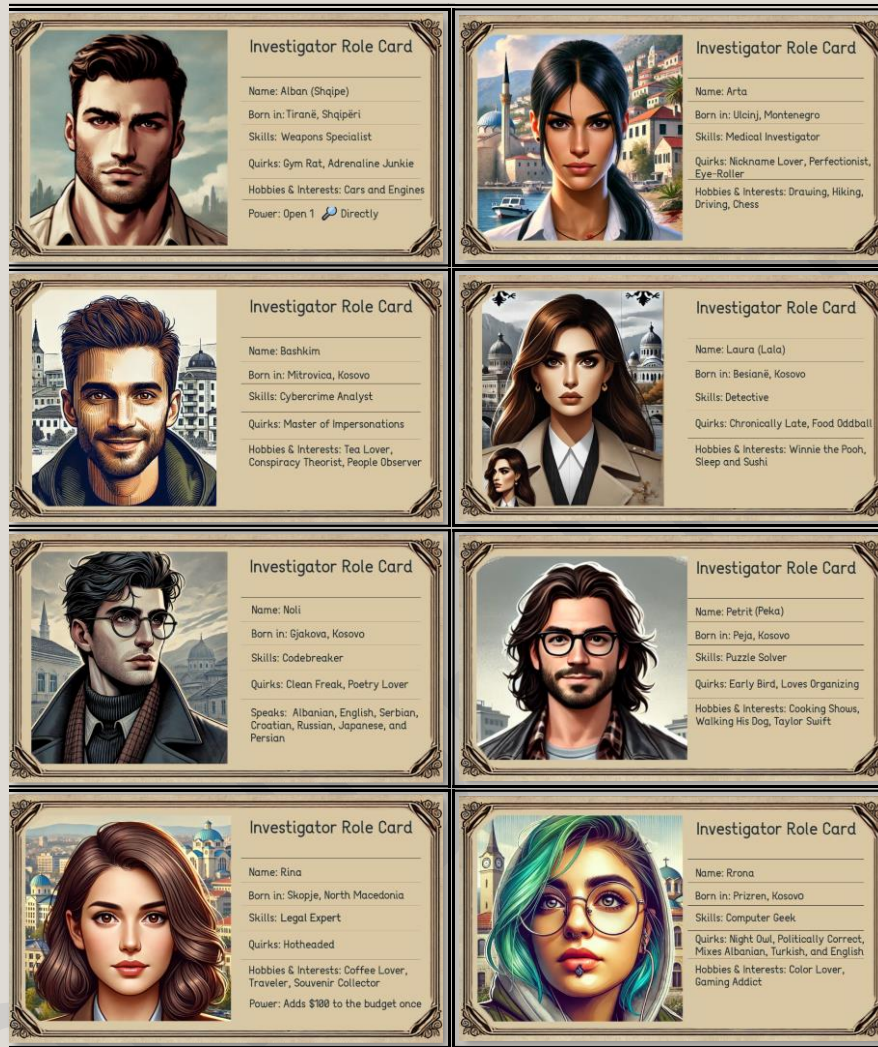 Investigator Role Card
Name: Alban (Shqipe)
Born in: Tiranë, Shqipëri
Skills: Weapons Specialist
Quirks: Gym Rat, Adrenaline Junkie
Hobbies & Interests: Cars and Engines
Power: Open 1 🔎 Directly
Investigator Role Card
Name: Arta
Born in: Ulcinj, Montenegro
Skills: Medical Investigator
Quirks: Nickname Lover, Perfectionist,
Eye-Roller
Hobbies & Interests: Drawing, Hiking,
Driving, Chess
Investigator Role Card
Name: Bashkim
Born in: Mitrovica, Kosovo
Skills: Cybercrime Analyst
Quirks: Master of Impersonations
Hobbies & Interests: Tea Lover,
Conspiracy Theorist, People Observer
Investigator Role Card
Name: Laura (Lala)
Born in: Besianë, Kosovo
Skills: Detective
Quirks: Chronically Late, Food Oddball
Hobbies & Interests: Winnie the Pooh,
Sleep and Sushi
Investigator Role Card
Name: Noli
Born in: Gjakova, Kosovo
Skills: Codebreaker
Quirks: Clean Freak, Poetry Lover
Speaks: Albanian, English, Serbian,
Croatian, Russian, Japanese, and
Persian
Investigator Role Card
Name: Petrit (Peka)
Born in: Peja, Kosovo
Skills: Puzzle Solver
Quirks: Early Bird, Loves Organizing
Hobbies & Interests: Cooking Shows,
Walking His Dog, Taylor Swift
Investigator Role Card
Name: Rina
Born in: Skopje, North Macedonia
Skills: Legal Expert
Quirks: Hotheaded
Hobbies & Interests: Coffee Lover,
Traveler, Souvenir Collector
Power: Adds $100 to the budget once
Investigator Role Card
Name: Rrona
Born in: Prizren, Kosovo
Skills: Computer Geek
Quirks: Night Owl, Politically Correct,
Mixes Albanian, Turkish, and English
Hobbies & Interests: Color Lover,
Gaming Addict